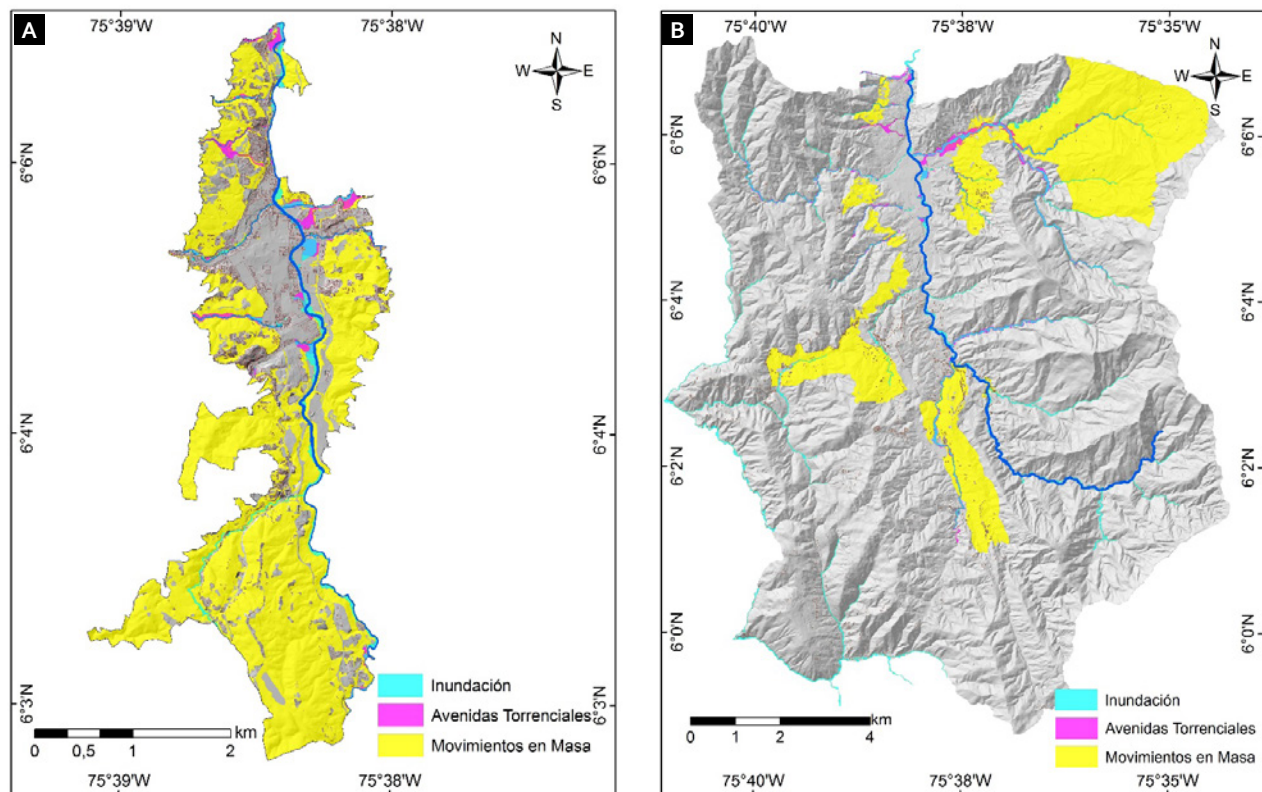 A
75°39'W
75°38'W
N
W
E
S
6°6'N
6°6'N
6°4'N
6°4'N
6°3'N
6°3'N
Inundación
Avenidas Torrenciales
Movimientos en Masa
km
0 0,5 1 2
75°39'W
75°38'W
B
75°40'W
75°38'W
75°35'W
N
W
E
S
6°6'N
6°6'N
6°4'N
6°4'N
6°2'N
6°2'N
6°0'N
6°0'N
Inundación
Avenidas Torrenciales
Movimientos en Masa
km
0 1 2 4
75°40'W
75°38'W
75°35'W